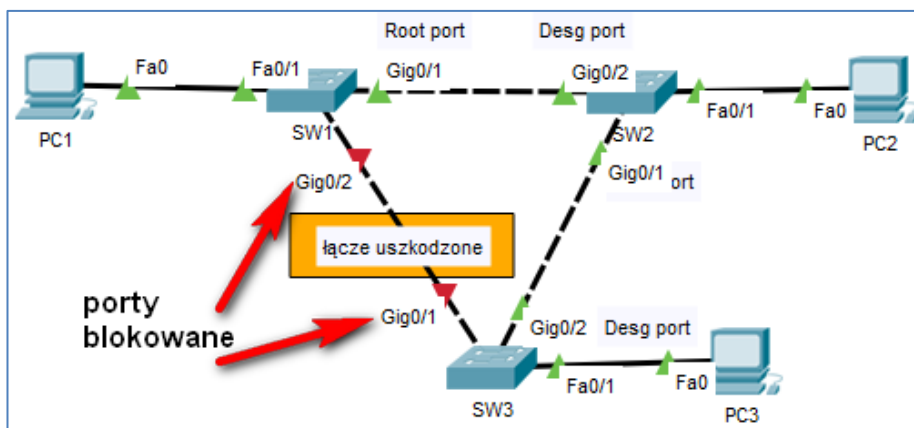 Root port
Desg port
Fa0
Fa0/1
Gig0/1
Gig0/2
Fa0/1
Fa0
PC1
SW1
SW2
PC2
Gig0/2
Gig0/1
ort
łącze uszkodzone
porty
blokowane
Gig0/1
Gig0/2
Desg port
Fa0/1
Fa0
SW3
PC3